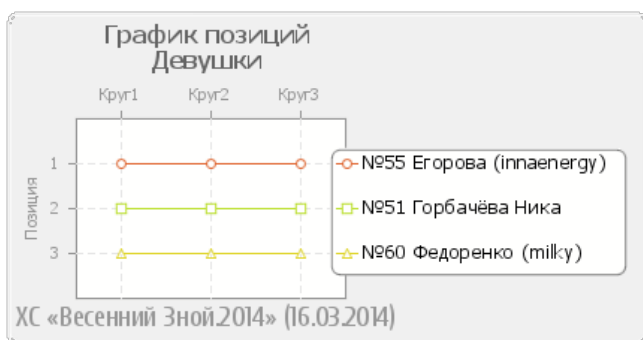 График позиций
Девушки
Круг1 Круг2 Круг3
Позиция
1
2
3
№55 Егорова (innaenergy)
№51 Горбачёва Ника
№60 Федоренко (milky)
ХС «Весенний Зной.2014» (16.03.2014)